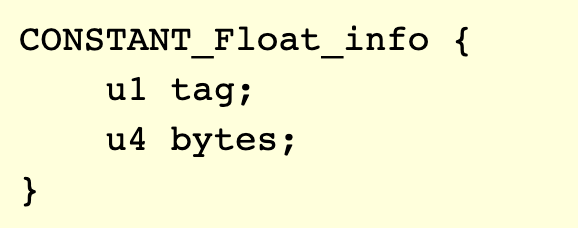 CONSTANT_Float_info {
    u1 tag;
    u4 bytes;
}